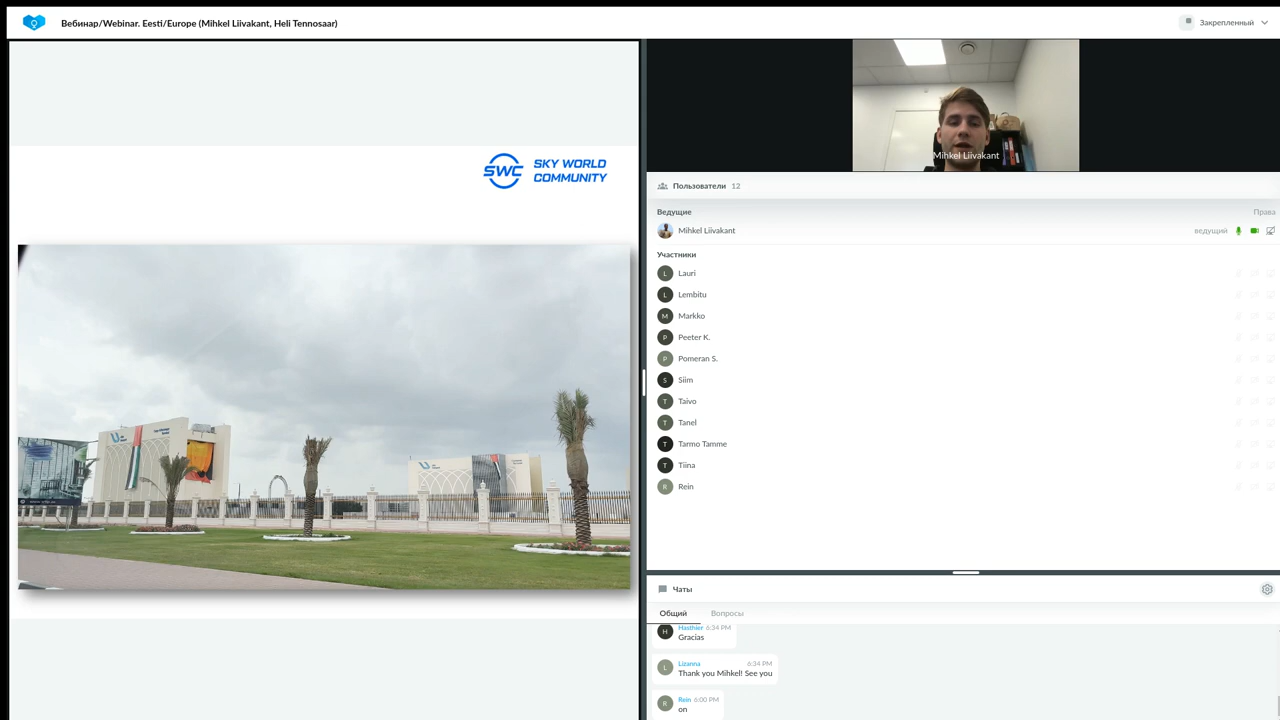 Вебинар/Webinar. Eesti/Europe (Mihkel Liivakant, Heli Tennosaar)
Закрепленный
SWC SKY WORLD
COMMUNITY
Mihkel Liivakant
Пользователи 12
Ведущие Права
Mihkel Liivakant ведущий
Участники
L Lauri
L Lembitu
M Markko
P Peeter K.
P Pomeran S.
S Siim
T Taivo
T Tanel
T Tarmo Tamme
T Tiina
R Rein
Чаты
Общий Вопросы
H Hasthier 6:34 PM
Gracias
L Lizanna 6:34 PM
Thank you Mihkel! See you
R Rein 6:00 PM
on